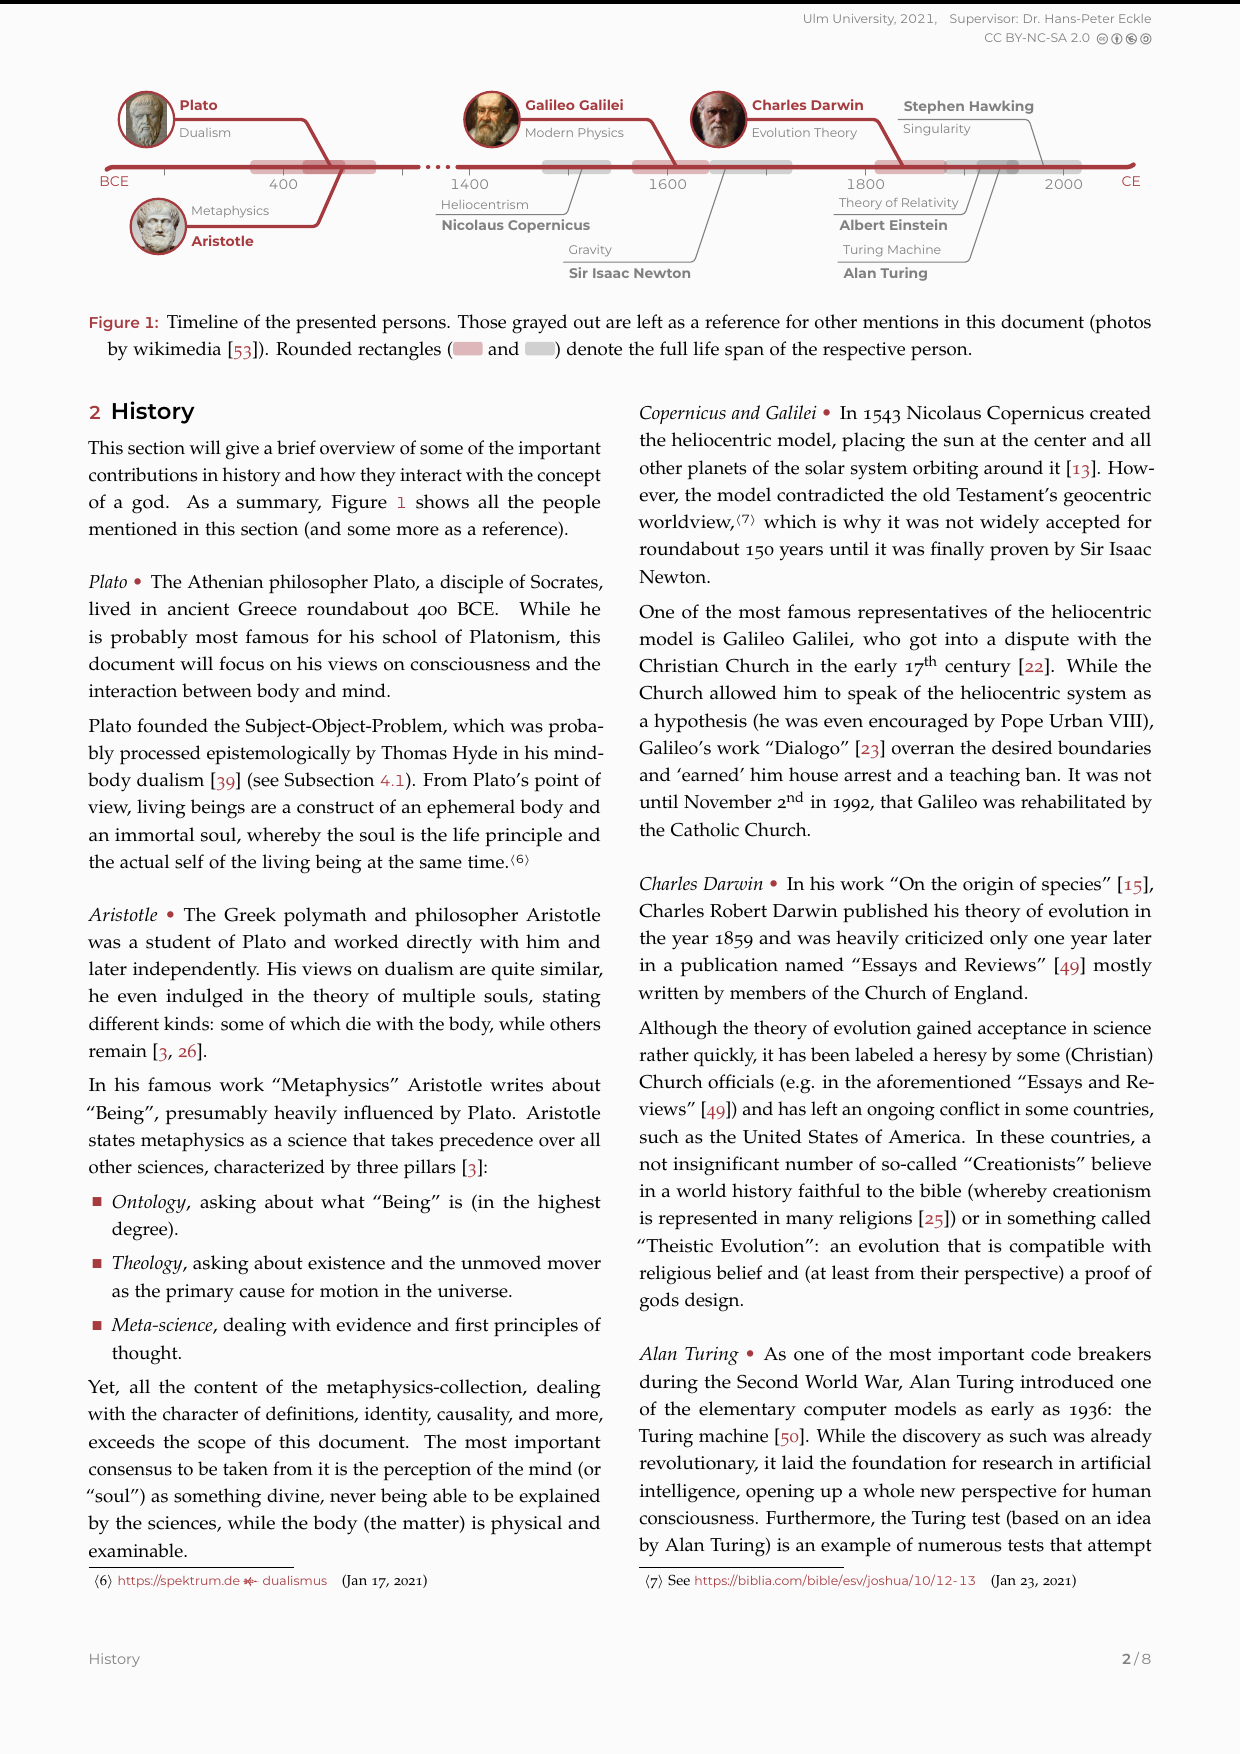 Ulm University, 2021, Supervisor: Dr. Hans-Peter Eckle
CC BY-NC-SA 2.0
Plato
Dualism
Galileo Galilei
Modern Physics
Charles Darwin
Evolution Theory
Stephen Hawking
Singularity
BCE
400
1400
1600
1800
2000
CE
Metaphysics
Aristotle
Heliocentrism
Nicolaus Copernicus
Gravity
Sir Isaac Newton
Theory of Relativity
Albert Einstein
Turing Machine
Alan Turing
Figure 1: Timeline of the presented persons. Those grayed out are left as a reference for other mentions in this document (photos
by wikimedia [53]). Rounded rectangles ( and ) denote the full life span of the respective person.
2 History
This section will give a brief overview of some of the important
contributions in history and how they interact with the concept
of a god. As a summary, Figure 1 shows all the people
mentioned in this section (and some more as a reference).
Plato • The Athenian philosopher Plato, a disciple of Socrates,
lived in ancient Greece roundabout 400 BCE. While he
is probably most famous for his school of Platonism, this
document will focus on his views on consciousness and the
interaction between body and mind.
Plato founded the Subject-Object-Problem, which was proba-
bly processed epistemologically by Thomas Hyde in his mind-
body dualism [39] (see Subsection 4.1). From Plato's point of
view, living beings are a construct of an ephemeral body and
an immortal soul, whereby the soul is the life principle and
the actual self of the living being at the same time.⟨6⟩
Aristotle • The Greek polymath and philosopher Aristotle
was a student of Plato and worked directly with him and
later independently. His views on dualism are quite similar,
he even indulged in the theory of multiple souls, stating
different kinds: some of which die with the body, while others
remain [3, 26].
In his famous work “Metaphysics” Aristotle writes about
“Being”, presumably heavily influenced by Plato. Aristotle
states metaphysics as a science that takes precedence over all
other sciences, characterized by three pillars [3]:
■ Ontology, asking about what “Being” is (in the highest
degree).
■ Theology, asking about existence and the unmoved mover
as the primary cause for motion in the universe.
■ Meta-science, dealing with evidence and first principles of
thought.
Yet, all the content of the metaphysics-collection, dealing
with the character of definitions, identity, causality, and more,
exceeds the scope of this document. The most important
consensus to be taken from it is the perception of the mind (or
“soul”) as something divine, never being able to be explained
by the sciences, while the body (the matter) is physical and
examinable.
⟨6⟩ https://spektrum.de dualismus (Jan 17, 2021)
Copernicus and Galilei • In 1543 Nicolaus Copernicus created
the heliocentric model, placing the sun at the center and all
other planets of the solar system orbiting around it [13]. How-
ever, the model contradicted the old Testament's geocentric
worldview,⟨7⟩ which is why it was not widely accepted for
roundabout 150 years until it was finally proven by Sir Isaac
Newton.
One of the most famous representatives of the heliocentric
model is Galileo Galilei, who got into a dispute with the
Christian Church in the early 17th century [22]. While the
Church allowed him to speak of the heliocentric system as
a hypothesis (he was even encouraged by Pope Urban VIII),
Galileo's work “Dialogo” [23] overran the desired boundaries
and ‘earned’ him house arrest and a teaching ban. It was not
until November 2nd in 1992, that Galileo was rehabilitated by
the Catholic Church.
Charles Darwin • In his work “On the origin of species” [15],
Charles Robert Darwin published his theory of evolution in
the year 1859 and was heavily criticized only one year later
in a publication named “Essays and Reviews” [49] mostly
written by members of the Church of England.
Although the theory of evolution gained acceptance in science
rather quickly, it has been labeled a heresy by some (Christian)
Church officials (e.g. in the aforementioned “Essays and Re-
views” [49]) and has left an ongoing conflict in some countries,
such as the United States of America. In these countries, a
not insignificant number of so-called “Creationists” believe
in a world history faithful to the bible (whereby creationism
is represented in many religions [25]) or in something called
“Theistic Evolution”: an evolution that is compatible with
religious belief and (at least from their perspective) a proof of
gods design.
Alan Turing • As one of the most important code breakers
during the Second World War, Alan Turing introduced one
of the elementary computer models as early as 1936: the
Turing machine [50]. While the discovery as such was already
revolutionary, it laid the foundation for research in artificial
intelligence, opening up a whole new perspective for human
consciousness. Furthermore, the Turing test (based on an idea
by Alan Turing) is an example of numerous tests that attempt
⟨7⟩ See https://biblia.com/bible/esv/joshua/10/12-13 (Jan 23, 2021)
History
2 / 8